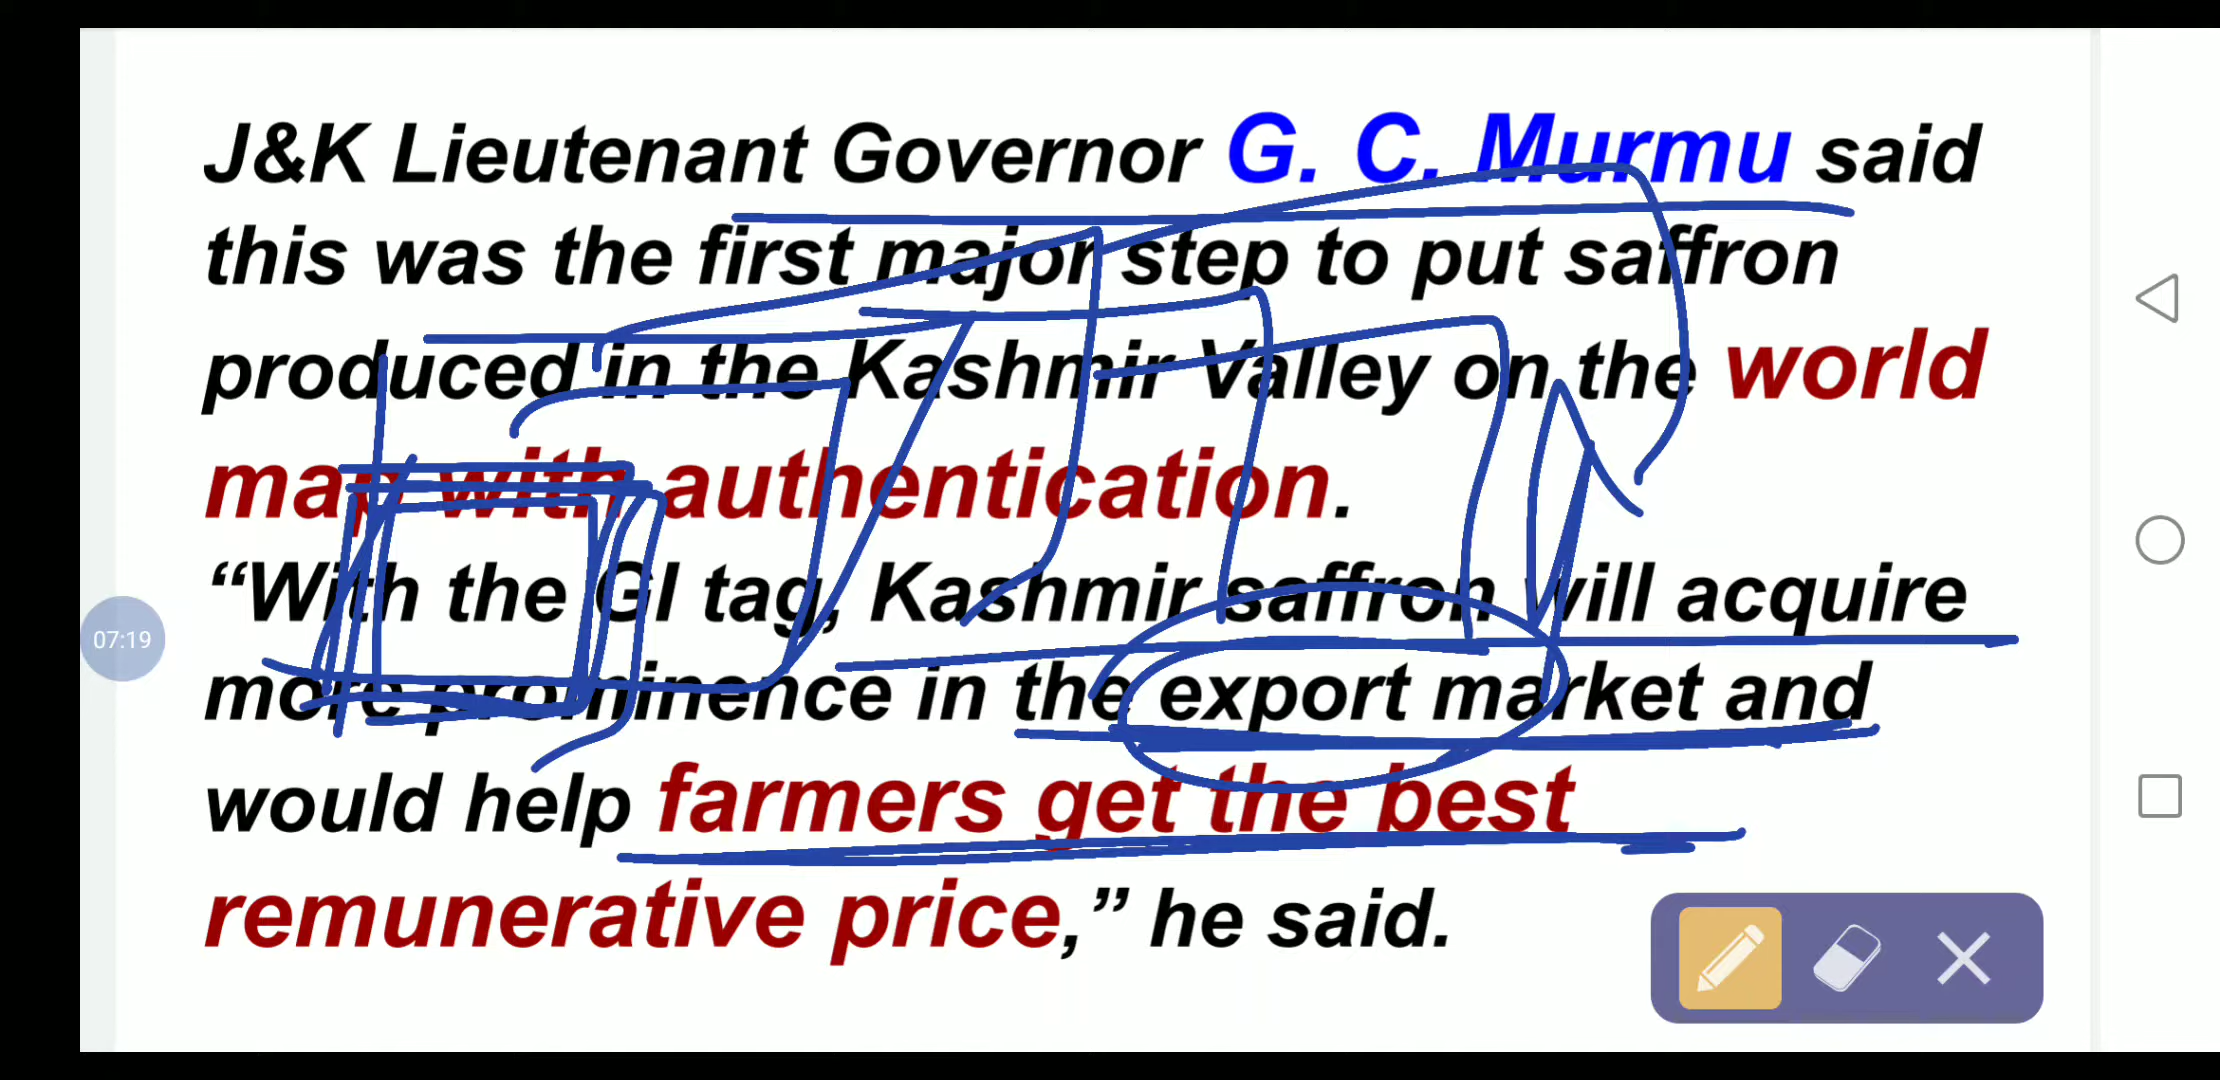 J&K Lieutenant Governor G. C. Murmu said
this was the first major step to put saffron
produced in the Kashmir Valley on the world
map with authentication.
“With the GI tag, Kashmir saffron will acquire
more prominence in the export market and
would help farmers get the best
remunerative price,” he said.
07:19